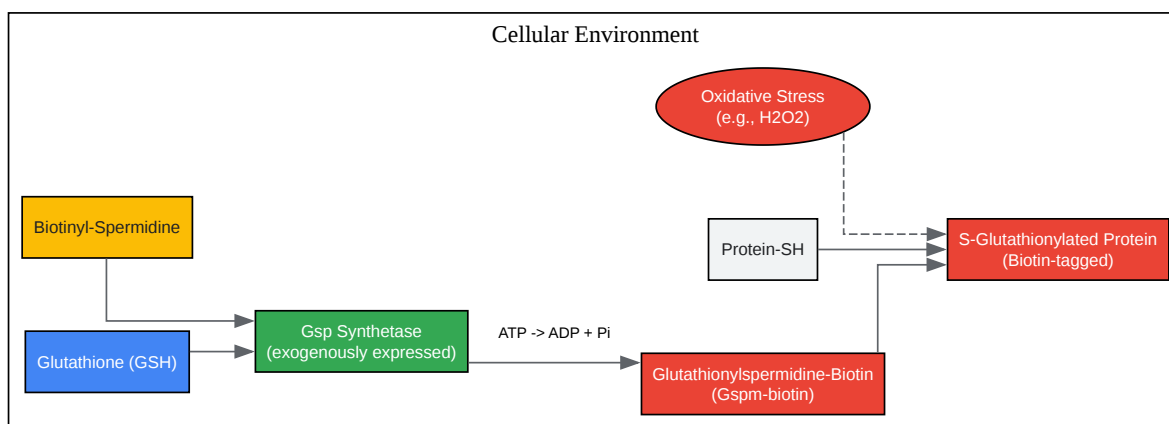 Cellular Environment
Oxidative Stress
(e.g., H2O2)
Biotinyl-Spermidine
Protein-SH
S-Glutathionylated Protein
(Biotin-tagged)
Glutathione (GSH)
Gsp Synthetase
(exogenously expressed)
ATP -> ADP + Pi
Glutathionylspermidine-Biotin
(Gspm-biotin)